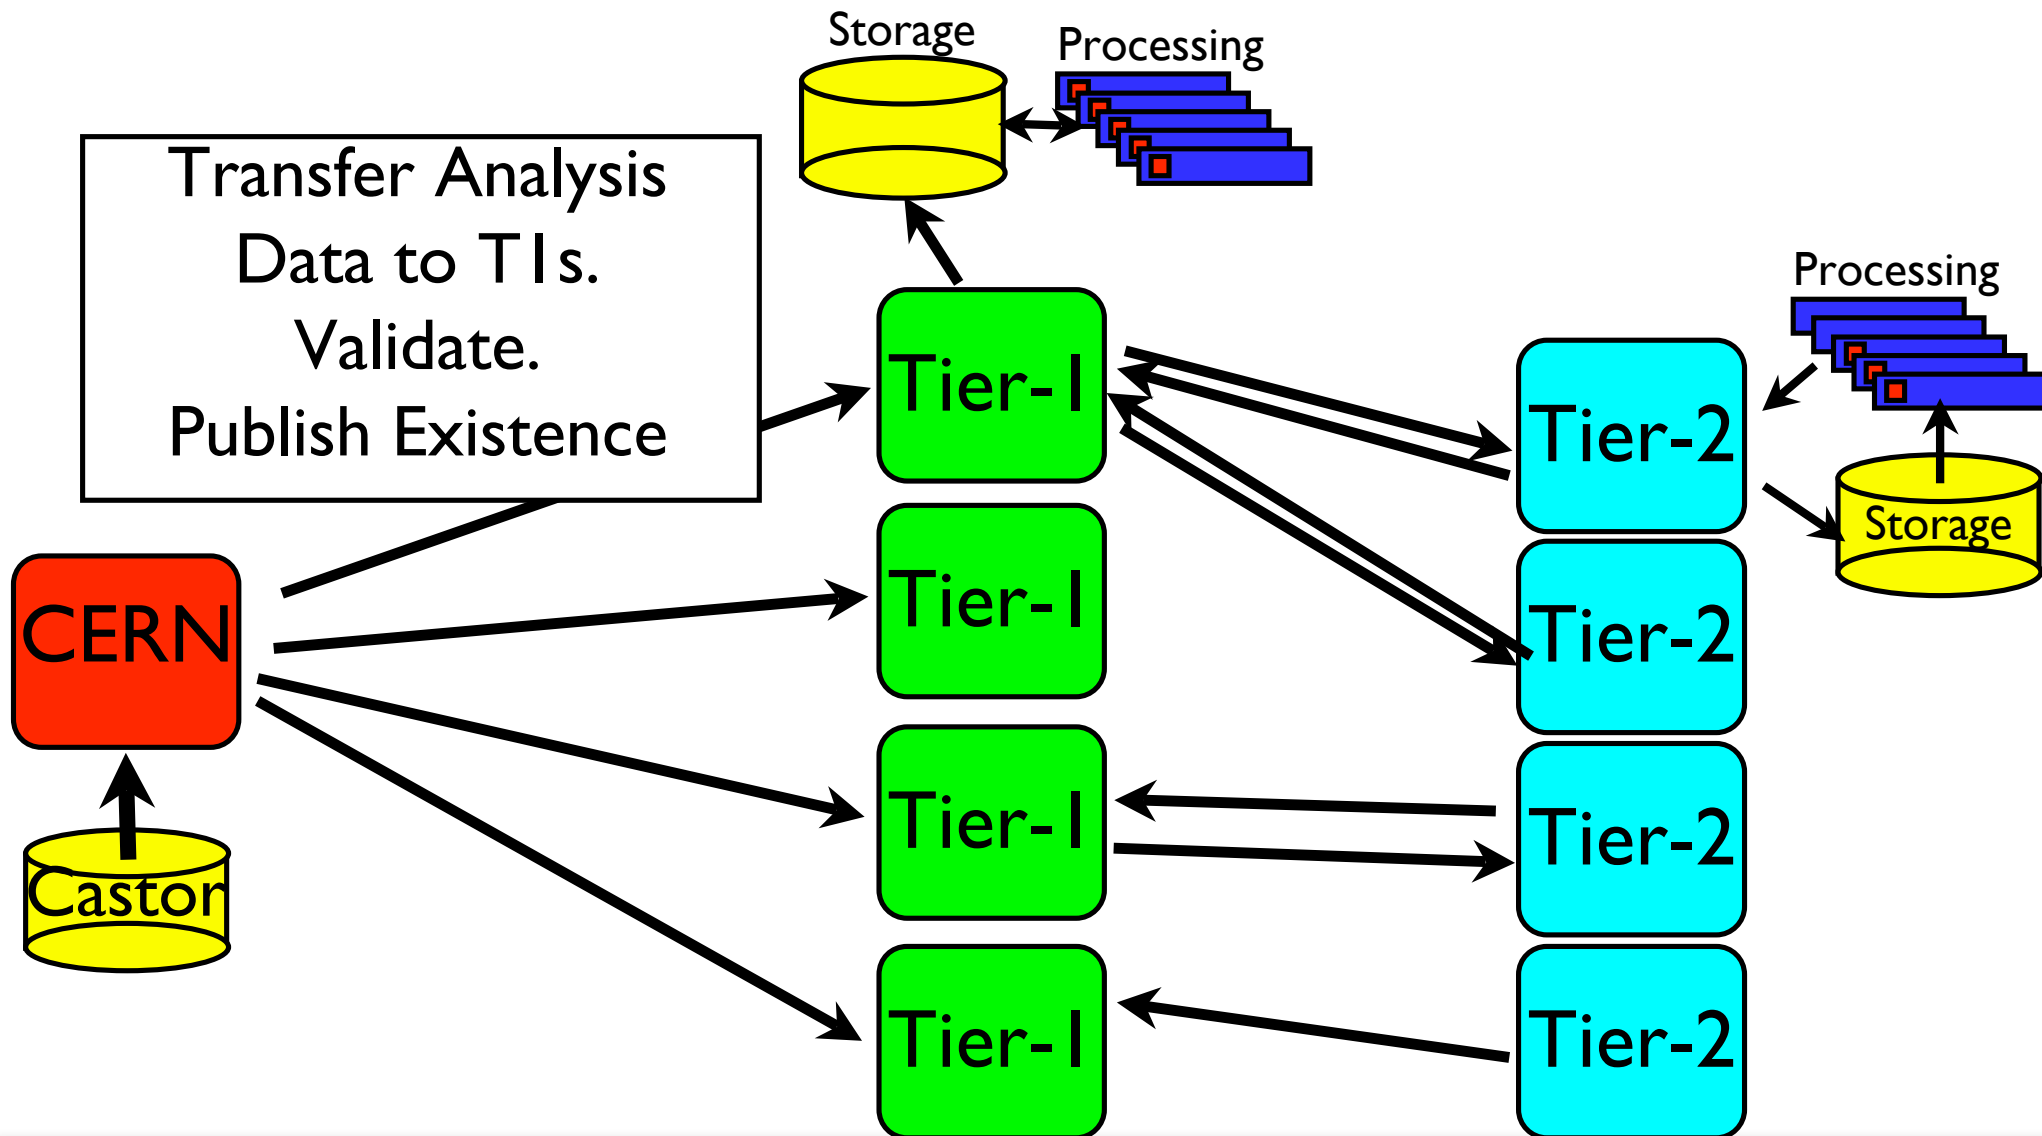 Storage
Processing
Transfer Analysis
Data to T1s.
Validate.
Publish Existence
Processing
Tier-1
Tier-2
Storage
Tier-1
CERN
Tier-2
Tier-1
Tier-2
Castor
Tier-1
Tier-2